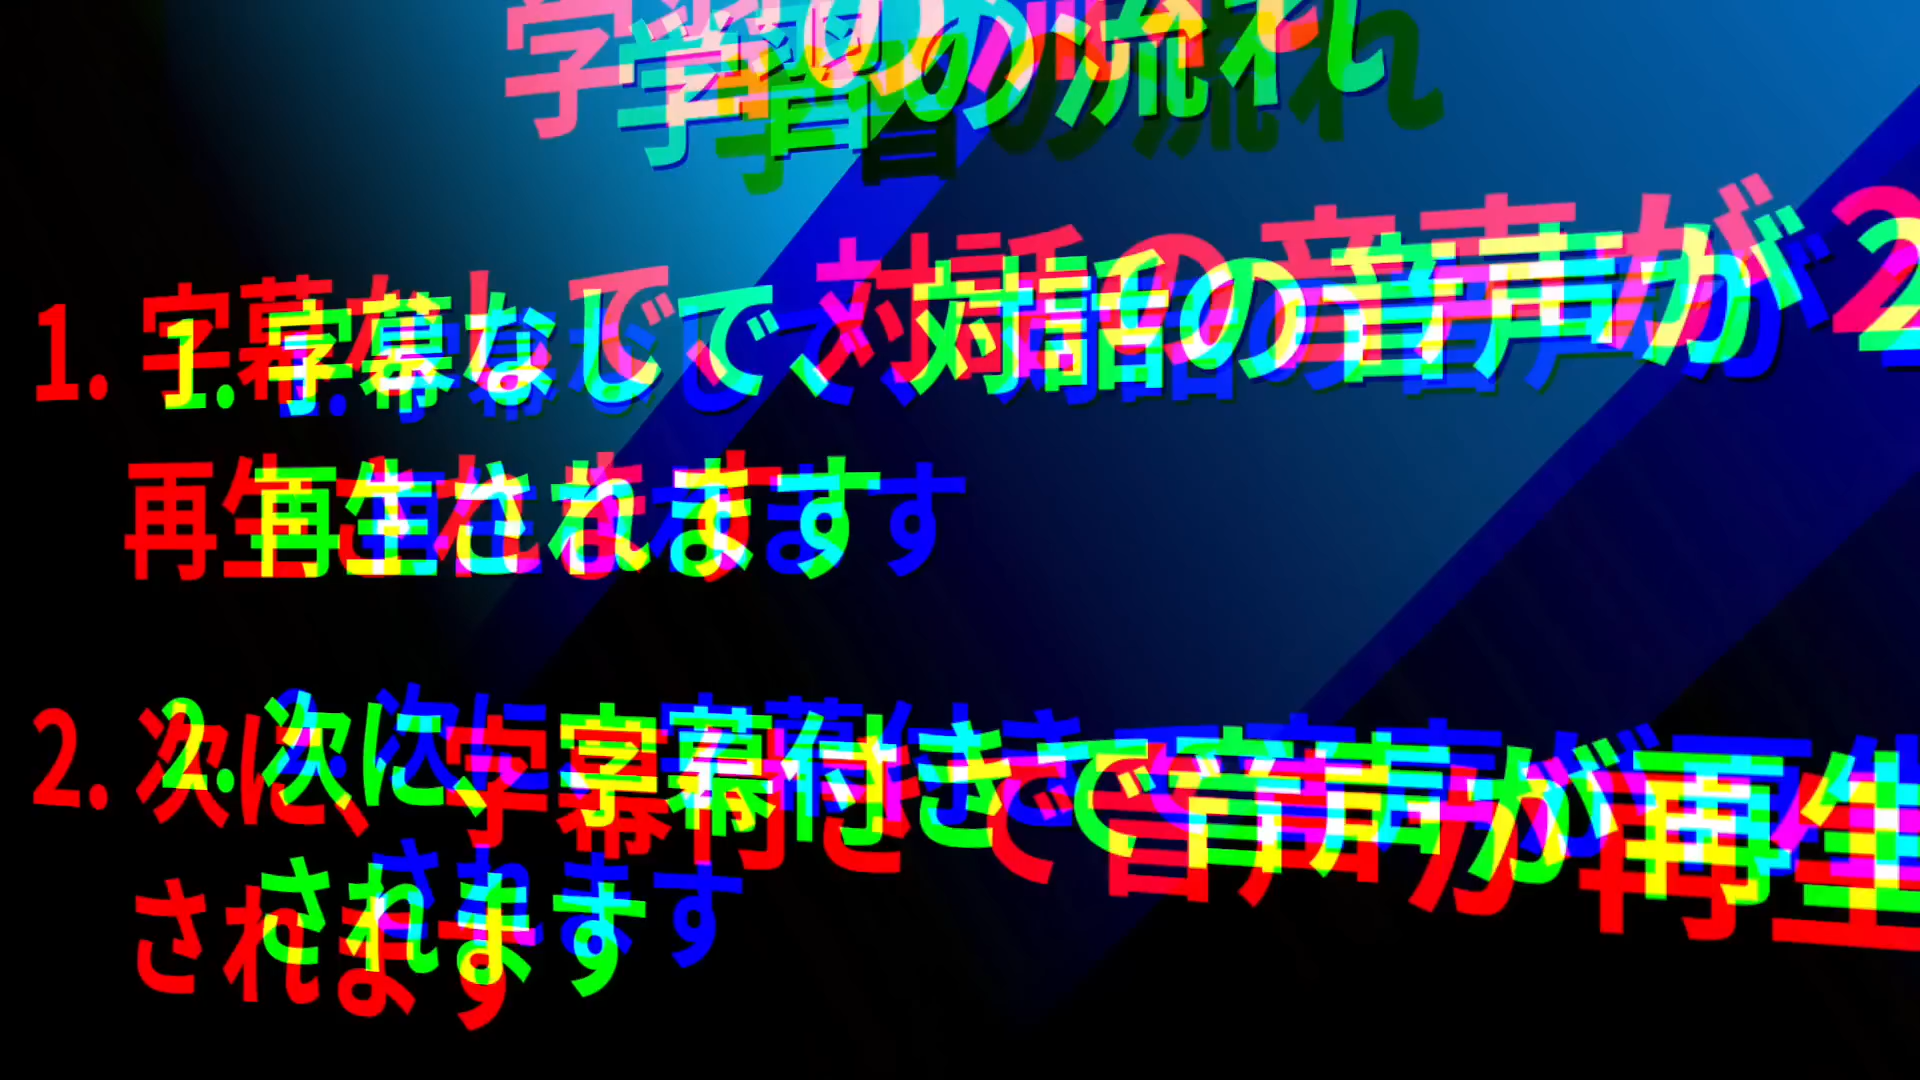 学習の流れ
1. 字幕なしで、対話の音声が2
再生されます
2. 次に、字幕付きで音声が再生
されます